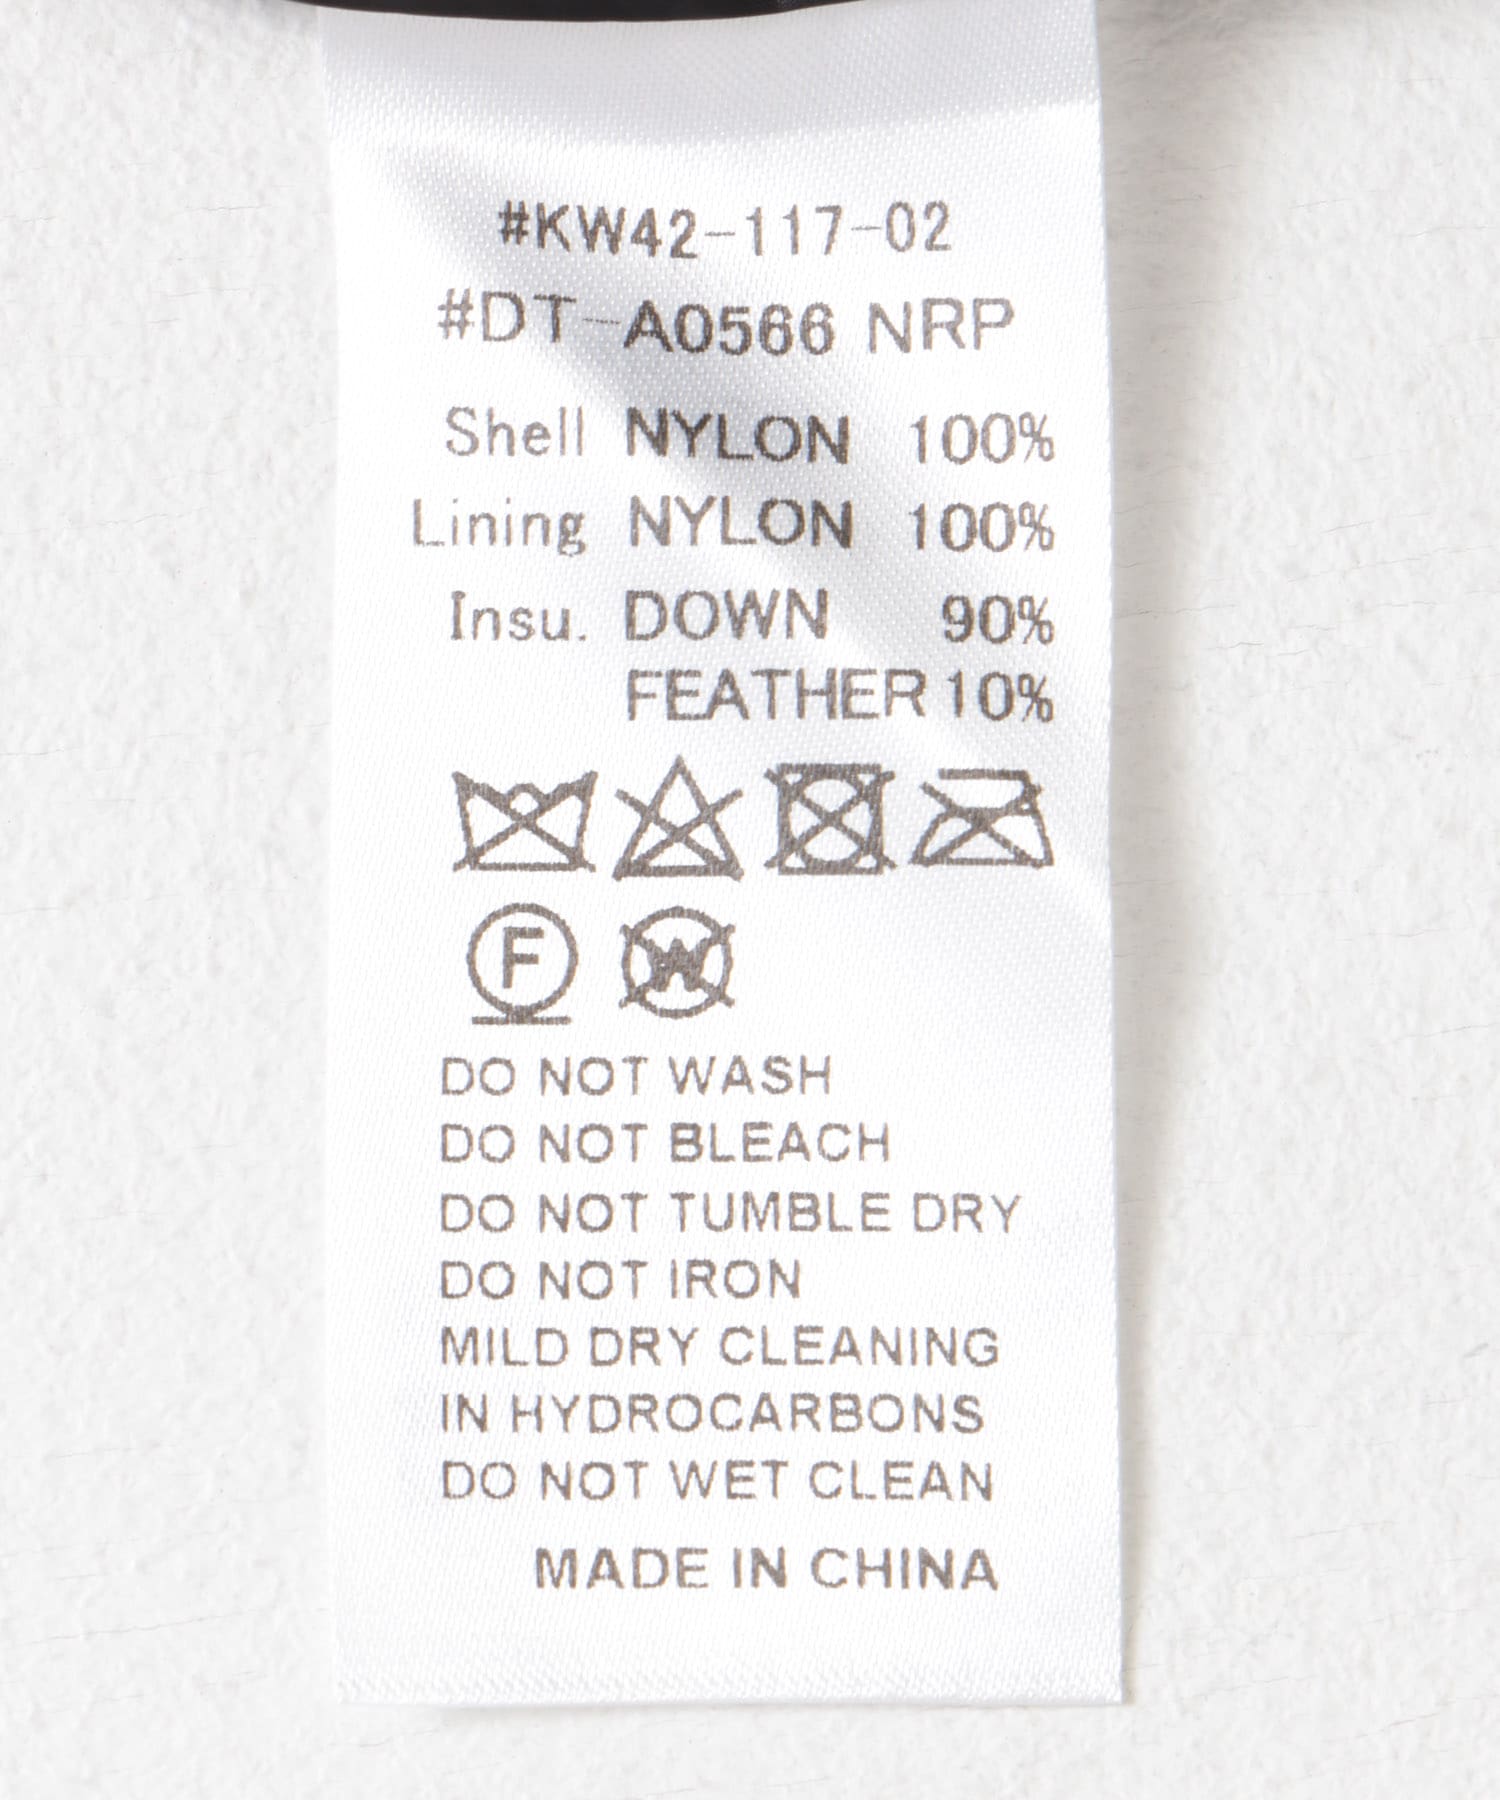 #KW42-117-02
#DT-A0566 NRP
Shell NYLON 100%
Lining NYLON 100%
Insu. DOWN 90%
FEATHER 10%
F W
DO NOT WASH
DO NOT BLEACH
DO NOT TUMBLE DRY
DO NOT IRON
MILD DRY CLEANING
IN HYDROCARBONS
DO NOT WET CLEAN
MADE IN CHINA